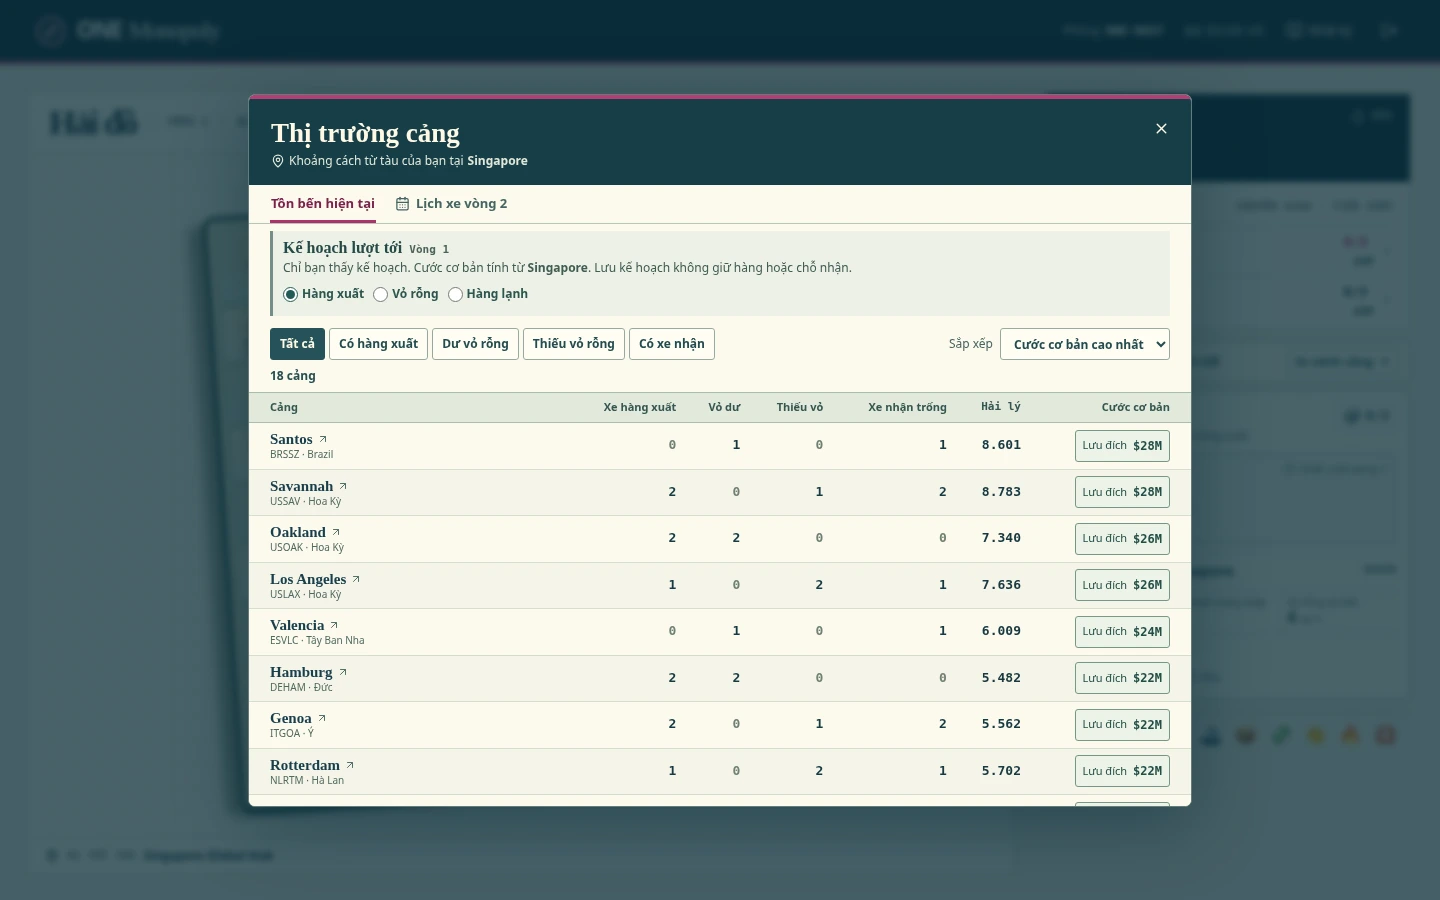 ONE Monopoly
Hải đồ
Thị trường cảng
Khoảng cách từ tàu của bạn tại Singapore
Tồn bến hiện tại
Lịch xe vòng 2
Kế hoạch lượt tới Vòng 1
Chỉ bạn thấy kế hoạch. Cước cơ bản tính từ Singapore. Lưu kế hoạch không giữ hàng hoặc chỗ nhận.
Hàng xuất Vỏ rỗng Hàng lạnh
Tất cả Có hàng xuất Dư vỏ rỗng Thiếu vỏ rỗng Có xe nhận Sắp xếp Cước cơ bản cao nhất
18 cảng
Cảng Xe hàng xuất Vỏ dư Thiếu vỏ Xe nhận trống Hải lý Cước cơ bản
Santos 0 1 0 1 8.601 Lưu đích $28M
BRSSZ · Brazil
Savannah 2 0 1 2 8.783 Lưu đích $28M
USSAV · Hoa Kỳ
Oakland 2 2 0 0 7.340 Lưu đích $26M
USOAK · Hoa Kỳ
Los Angeles 1 0 2 1 7.636 Lưu đích $26M
USLAX · Hoa Kỳ
Valencia 0 1 0 1 6.009 Lưu đích $24M
ESVLC · Tây Ban Nha
Hamburg 2 2 0 0 5.482 Lưu đích $22M
DEHAM · Đức
Genoa 2 0 1 2 5.562 Lưu đích $22M
ITGOA · Ý
Rotterdam 1 0 2 1 5.702 Lưu đích $22M
NLRTM · Hà Lan